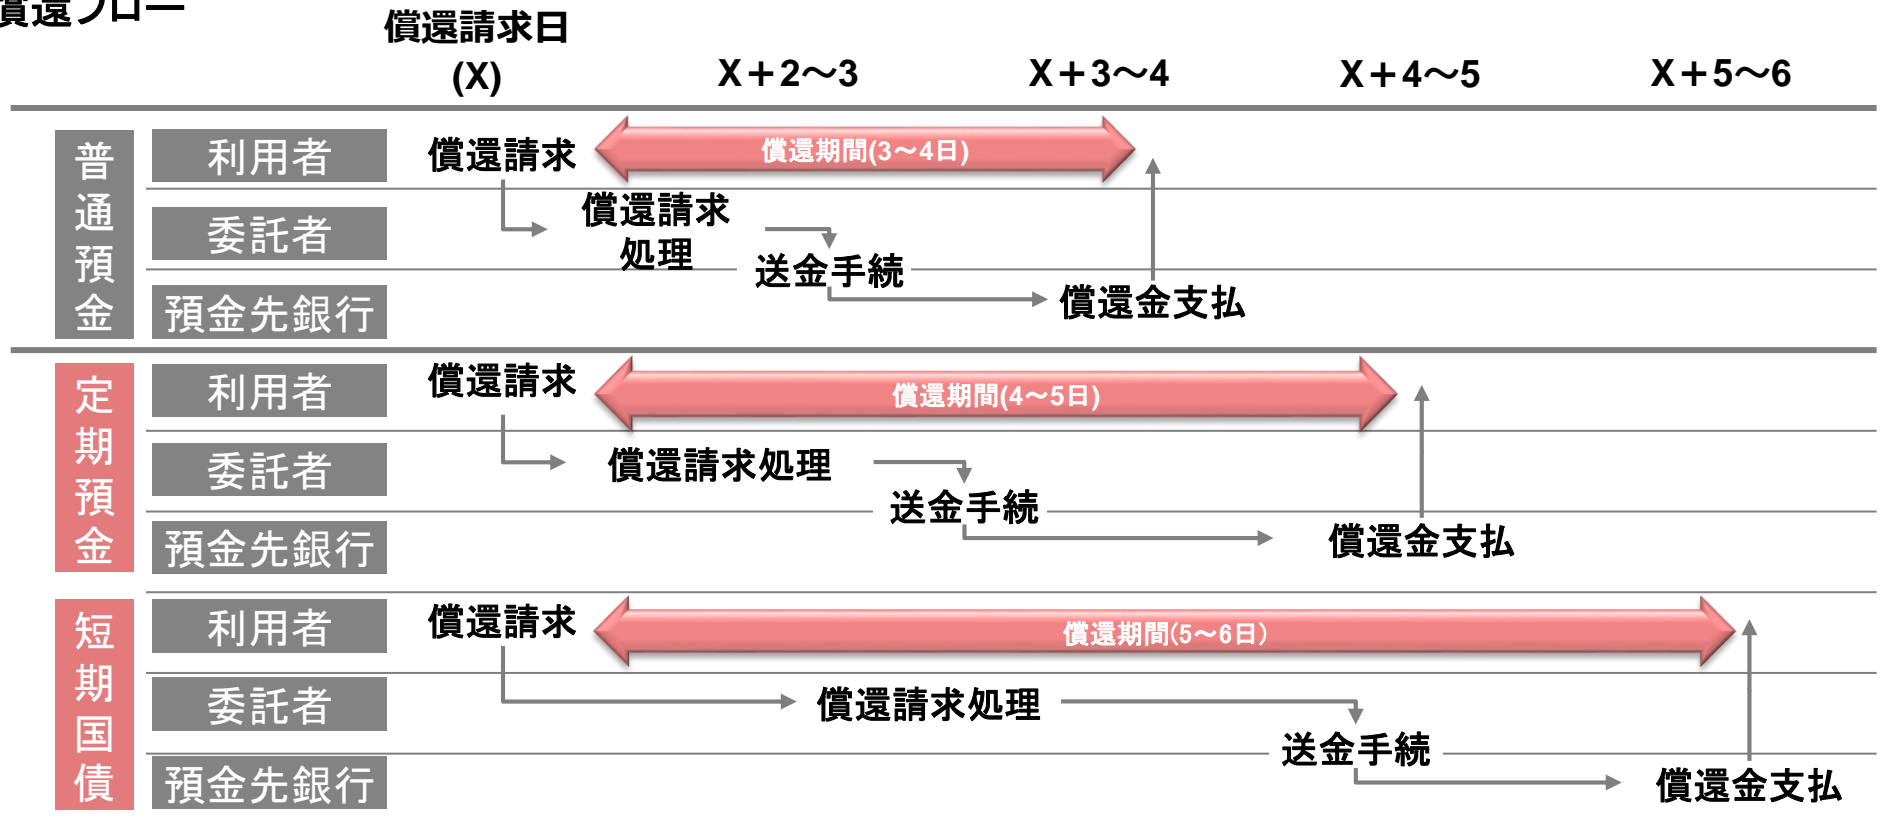 償還フロー
償還請求日
(X)
X＋2～3
X＋3～4
X＋4～5
X＋5～6
普通預金
利用者
償還請求
償還期間(3～4日)
委託者
償還請求
処理
送金手続
預金先銀行
償還金支払
定期預金
利用者
償還請求
償還期間(4～5日)
委託者
償還請求処理
送金手続
預金先銀行
償還金支払
短期国債
利用者
償還請求
償還期間(5～6日)
委託者
償還請求処理
送金手続
預金先銀行
償還金支払